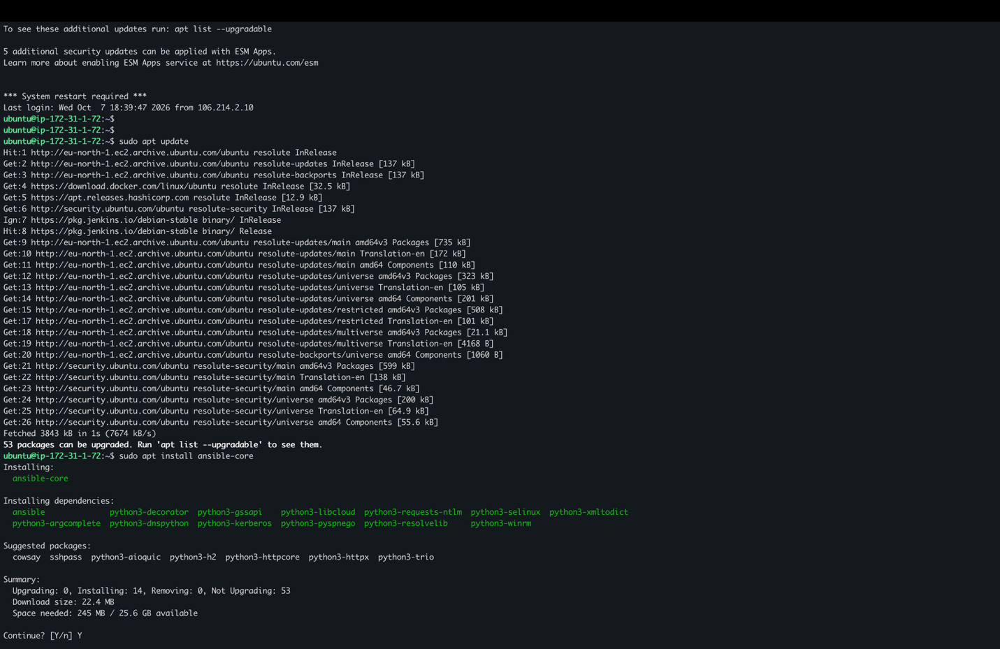 To see these additional updates run: apt list --upgradable
5 additional security updates can be applied with ESM Apps.
Learn more about enabling ESM Apps service at https://ubuntu.com/esm
*** System restart required ***
Last login: Wed Oct  7 18:39:47 2026 from 106.214.2.10
ubuntu@ip-172-31-1-72:~$
ubuntu@ip-172-31-1-72:~$
ubuntu@ip-172-31-1-72:~$ sudo apt update
Hit:1 http://eu-north-1.ec2.archive.ubuntu.com/ubuntu resolute InRelease
Get:2 http://eu-north-1.ec2.archive.ubuntu.com/ubuntu resolute-updates InRelease [137 kB]
Get:3 http://eu-north-1.ec2.archive.ubuntu.com/ubuntu resolute-backports InRelease [137 kB]
Get:4 https://download.docker.com/linux/ubuntu resolute InRelease [32.5 kB]
Get:5 https://apt.releases.hashicorp.com resolute InRelease [12.9 kB]
Get:6 http://security.ubuntu.com/ubuntu resolute-security InRelease [137 kB]
Ign:7 https://pkg.jenkins.io/debian-stable binary/ InRelease
Hit:8 https://pkg.jenkins.io/debian-stable binary/ Release
Get:9 http://eu-north-1.ec2.archive.ubuntu.com/ubuntu resolute-updates/main amd64v3 Packages [735 kB]
Get:10 http://eu-north-1.ec2.archive.ubuntu.com/ubuntu resolute-updates/main Translation-en [172 kB]
Get:11 http://eu-north-1.ec2.archive.ubuntu.com/ubuntu resolute-updates/main amd64 Components [110 kB]
Get:12 http://eu-north-1.ec2.archive.ubuntu.com/ubuntu resolute-updates/universe amd64v3 Packages [323 kB]
Get:13 http://eu-north-1.ec2.archive.ubuntu.com/ubuntu resolute-updates/universe Translation-en [105 kB]
Get:14 http://eu-north-1.ec2.archive.ubuntu.com/ubuntu resolute-updates/universe amd64 Components [201 kB]
Get:15 http://eu-north-1.ec2.archive.ubuntu.com/ubuntu resolute-updates/restricted amd64v3 Packages [508 kB]
Get:17 http://eu-north-1.ec2.archive.ubuntu.com/ubuntu resolute-updates/restricted Translation-en [101 kB]
Get:18 http://eu-north-1.ec2.archive.ubuntu.com/ubuntu resolute-updates/multiverse amd64v3 Packages [21.1 kB]
Get:19 http://eu-north-1.ec2.archive.ubuntu.com/ubuntu resolute-updates/multiverse Translation-en [4168 B]
Get:20 http://eu-north-1.ec2.archive.ubuntu.com/ubuntu resolute-backports/universe amd64 Components [1060 B]
Get:21 http://security.ubuntu.com/ubuntu resolute-security/main amd64v3 Packages [599 kB]
Get:22 http://security.ubuntu.com/ubuntu resolute-security/main Translation-en [138 kB]
Get:23 http://security.ubuntu.com/ubuntu resolute-security/main amd64 Components [46.7 kB]
Get:24 http://security.ubuntu.com/ubuntu resolute-security/universe amd64v3 Packages [200 kB]
Get:25 http://security.ubuntu.com/ubuntu resolute-security/universe Translation-en [64.9 kB]
Get:26 http://security.ubuntu.com/ubuntu resolute-security/universe amd64 Components [55.6 kB]
Fetched 3843 kB in 1s (7674 kB/s)
53 packages can be upgraded. Run 'apt list --upgradable' to see them.
ubuntu@ip-172-31-1-72:~$ sudo apt install ansible-core
Installing:
  ansible-core
Installing dependencies:
  ansible              python3-decorator  python3-gssapi    python3-libcloud  python3-requests-ntlm  python3-selinux  python3-xmltodict
  python3-argcomplete  python3-dnspython  python3-kerberos  python3-pyspnego  python3-resolvelib     python3-winrm
Suggested packages:
  cowsay  sshpass  python3-aioquic  python3-h2  python3-httpcore  python3-httpx  python3-trio
Summary:
  Upgrading: 0, Installing: 14, Removing: 0, Not Upgrading: 53
  Download size: 22.4 MB
  Space needed: 245 MB / 25.6 GB available
Continue? [Y/n] Y